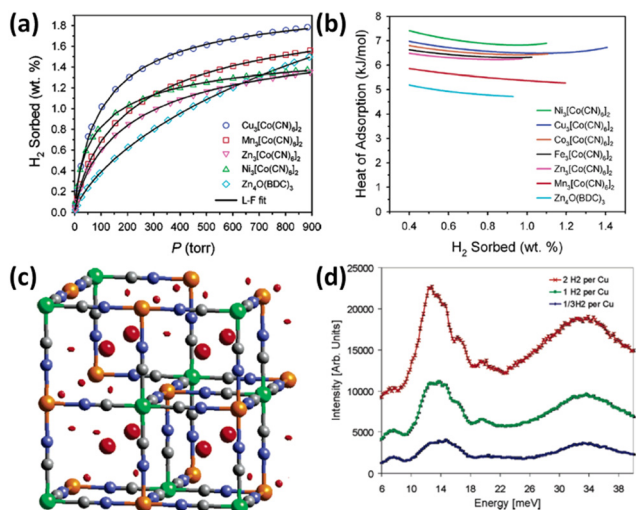 (a)
H₂ Sorbed (wt. %)
1.8
1.6
1.4
1.2
1.0
0.8
0.6
0.4
0.2
0.0
Cu₃[Co(CN)₆]₂
Mn₃[Co(CN)₆]₂
Zn₃[Co(CN)₆]₂
Ni₃[Co(CN)₆]₂
Zn₄O(BDC)₃
L-F fit
0 100 200 300 400 500 600 700 800 900
P (torr)
(b)
Heat of Adsorption (kJ/mol)
8
7
6
5
4
3
2
1
0
Ni₃[Co(CN)₆]₂
Cu₃[Co(CN)₆]₂
Co₃[Co(CN)₆]₂
Fe₃[Co(CN)₆]₂
Zn₃[Co(CN)₆]₂
Mn₃[Co(CN)₆]₂
Zn₄O(BDC)₃
0.4 0.6 0.8 1.0 1.2 1.4
H₂ Sorbed (wt. %)
(c)
(d)
Intensity [Arb. Units]
25000
20000
15000
10000
5000
0
2 H2 per Cu
1 H2 per Cu
1/3H2 per Cu
6 10 14 18 22 26 30 34 38
Energy [meV]